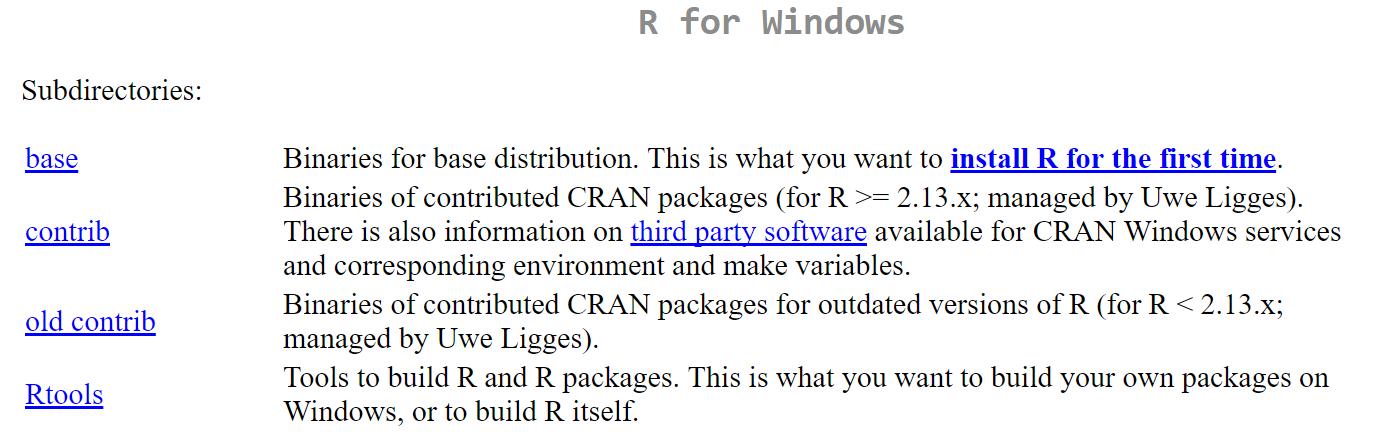 R for Windows
Subdirectories:
base Binaries for base distribution. This is what you want to install R for the first time.
Binaries of contributed CRAN packages (for R >= 2.13.x; managed by Uwe Ligges).
contrib There is also information on third party software available for CRAN Windows services
and corresponding environment and make variables.
Binaries of contributed CRAN packages for outdated versions of R (for R < 2.13.x;
old contrib
managed by Uwe Ligges).
Tools to build R and R packages. This is what you want to build your own packages on
Rtools
Windows, or to build R itself.